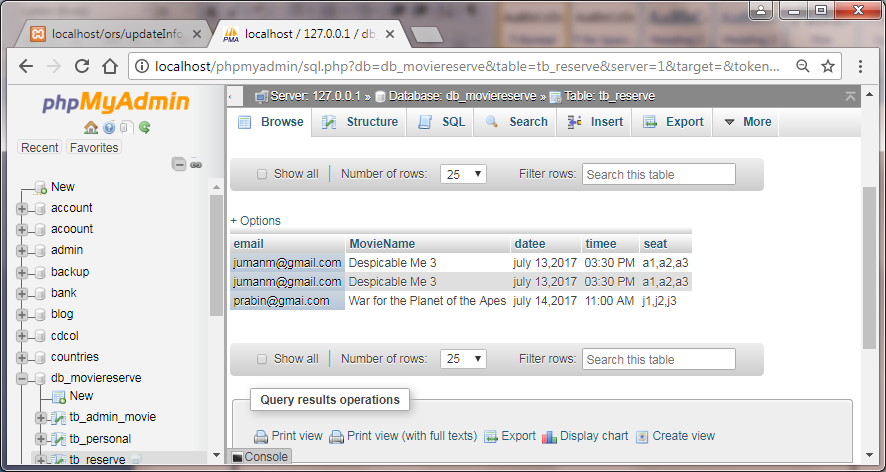 localhost/ors/updateInfo
localhost / 127.0.0.1 / db
localhost/phpmyadmin/sql.php?db=db_moviereserve&table=tb_reserve&server=1&target=&token...
phpMyAdmin
Recent Favorites
New
account
acoount
admin
backup
bank
blog
cdcol
countries
db_moviereserve
New
tb_admin_movie
tb_personal
tb_reserve
Server: 127.0.0.1 » Database: db_moviereserve » Table: tb_reserve
Browse Structure SQL Search Insert Export More
Show all Number of rows: 25 Filter rows: Search this table
+ Options
email MovieName datee timee seat
jumanm@gmail.com Despicable Me 3 july 13,2017 03:30 PM a1,a2,a3
jumanm@gmail.com Despicable Me 3 july 13,2017 03:30 PM a1,a2,a3
prabin@gmai.com War for the Planet of the Apes july 14,2017 11:00 AM j1,j2,j3
Show all Number of rows: 25 Filter rows: Search this table
Query results operations
Print view Print view (with full texts) Export Display chart Create view
Console